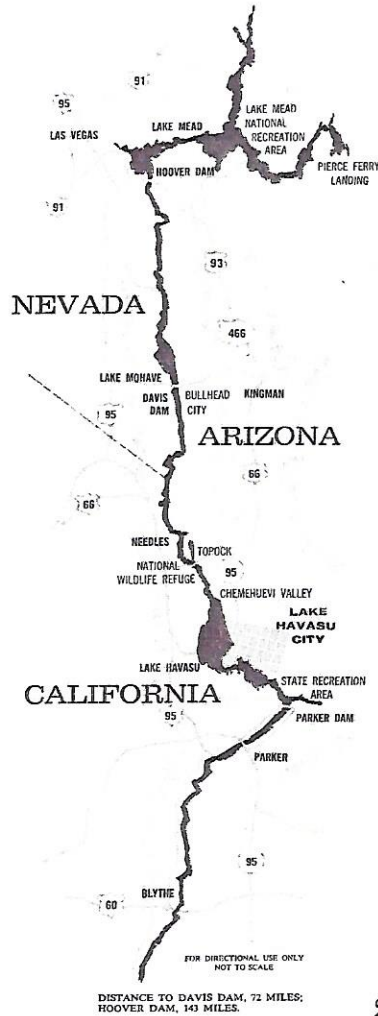 91
95
LAKE MEAD
LAKE MEAD
NATIONAL
RECREATION
AREA
LAS VEGAS
PIERCE FERRY
LANDING
HOOVER DAM
91
93
NEVADA
466
LAKE MOHAVE
DAVIS
DAM
BULLHEAD
CITY
KINGMAN
95
ARIZONA
66
66
NEEDLES
TOPOCK
NATIONAL
WILDLIFE REFUGE
95
CHEMEHUEVI VALLEY
LAKE
HAVASU
CITY
LAKE HAVASU
STATE RECREATION
AREA
CALIFORNIA
95
PARKER DAM
PARKER
95
BLYTHE
60
FOR DIRECTIONAL USE ONLY
NOT TO SCALE
DISTANCE TO DAVIS DAM, 72 MILES;
HOOVER DAM, 143 MILES.